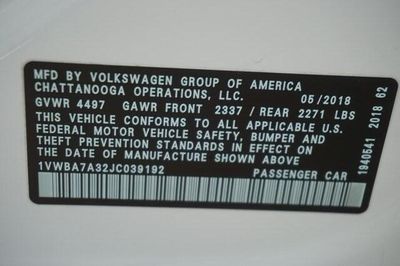 MFD BY VOLKSWAGEN GROUP OF AMERICA
CHATTANOOGA OPERATIONS, LLC. 05/2018
GVWR 4497 GAWR FRONT 2337 / REAR 2271 LBS
THIS VEHICLE CONFORMS TO ALL APPLICABLE U.S.
FEDERAL MOTOR VEHICLE SAFETY, BUMPER AND
THEFT PREVENTION STANDARDS IN EFFECT ON
THE DATE OF MANUFACTURE SHOWN ABOVE
1VWBA7A32JC039192 PASSENGER CAR
1940541 2018 62